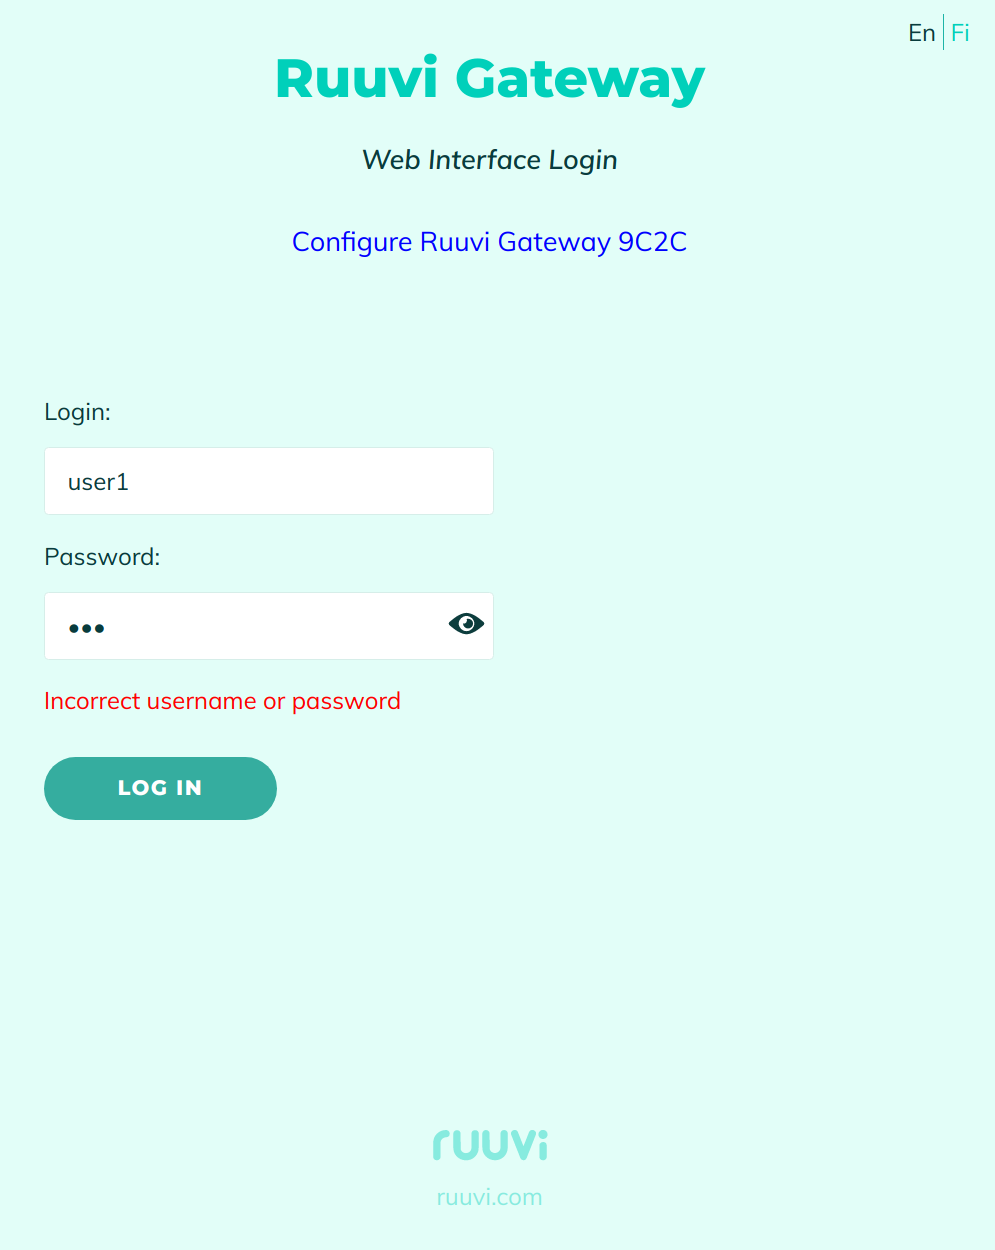 En Fi
Ruuvi Gateway
Web Interface Login
Configure Ruuvi Gateway 9C2C
Login:
user1
Password:
•••
Incorrect username or password
LOG IN
ruuvi
ruuvi.com